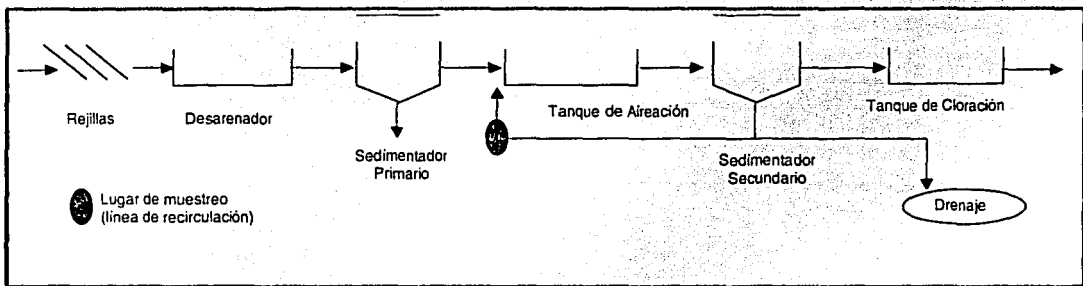 Rejillas
Desarenador
Sedimentador
Primario
Tanque de Aireación
Sedimentador
Secundario
Tanque de Cloración
Lugar de muestreo
(línea de recirculación)
Drenaje